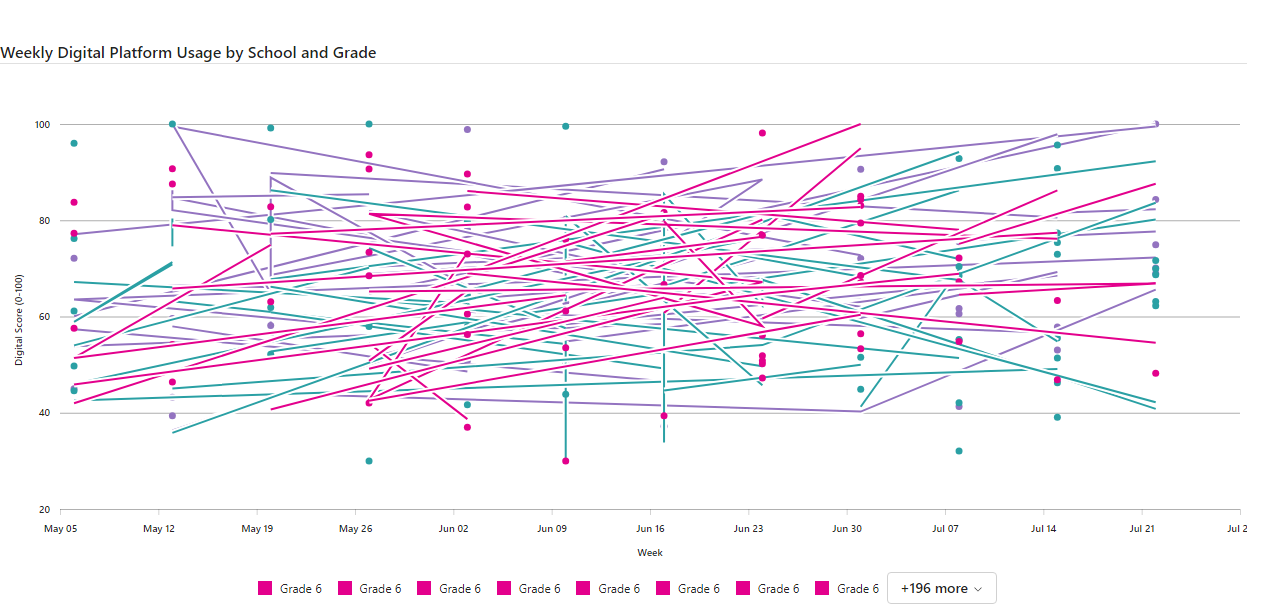 Weekly Digital Platform Usage by School and Grade
100
80
60
40
20
Digital Score (0-100)
May 05 May 12 May 19 May 26 Jun 02 Jun 09 Jun 16 Jun 23 Jun 30 Jul 07 Jul 14 Jul 21 Jul 2
Week
Grade 6 Grade 6 Grade 6 Grade 6 Grade 6 Grade 6 Grade 6 Grade 6 +196 more